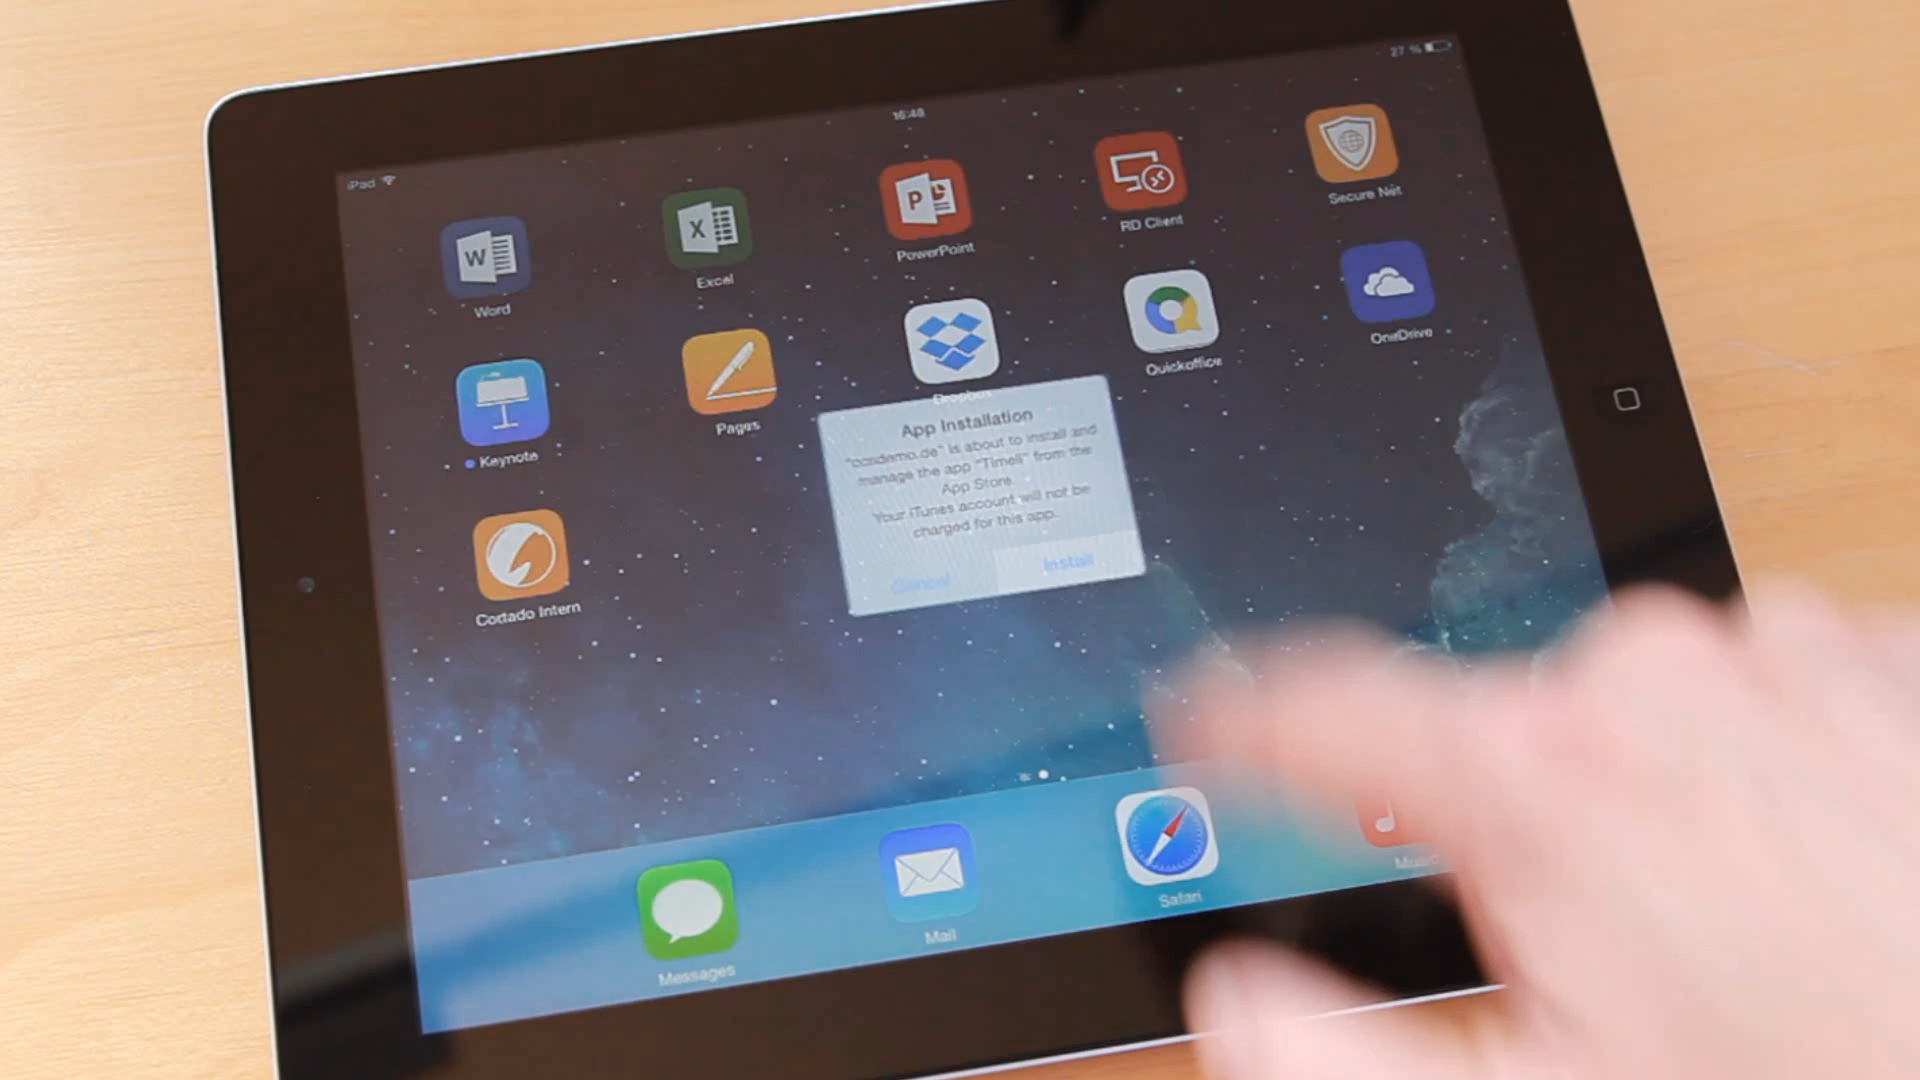 iPad
16:48
27 %
Word
Excel
PowerPoint
RD Client
Secure Net
Keynote
Pages
Dropbox
Quickoffice
OneDrive
Cortado Intern
App Installation
is about to install and
manage the app "Timeli" from the
App Store.
Your iTunes account will not be
charged for this app.
Cancel
Install
Messages
Mail
Safari
Music
W
X
P